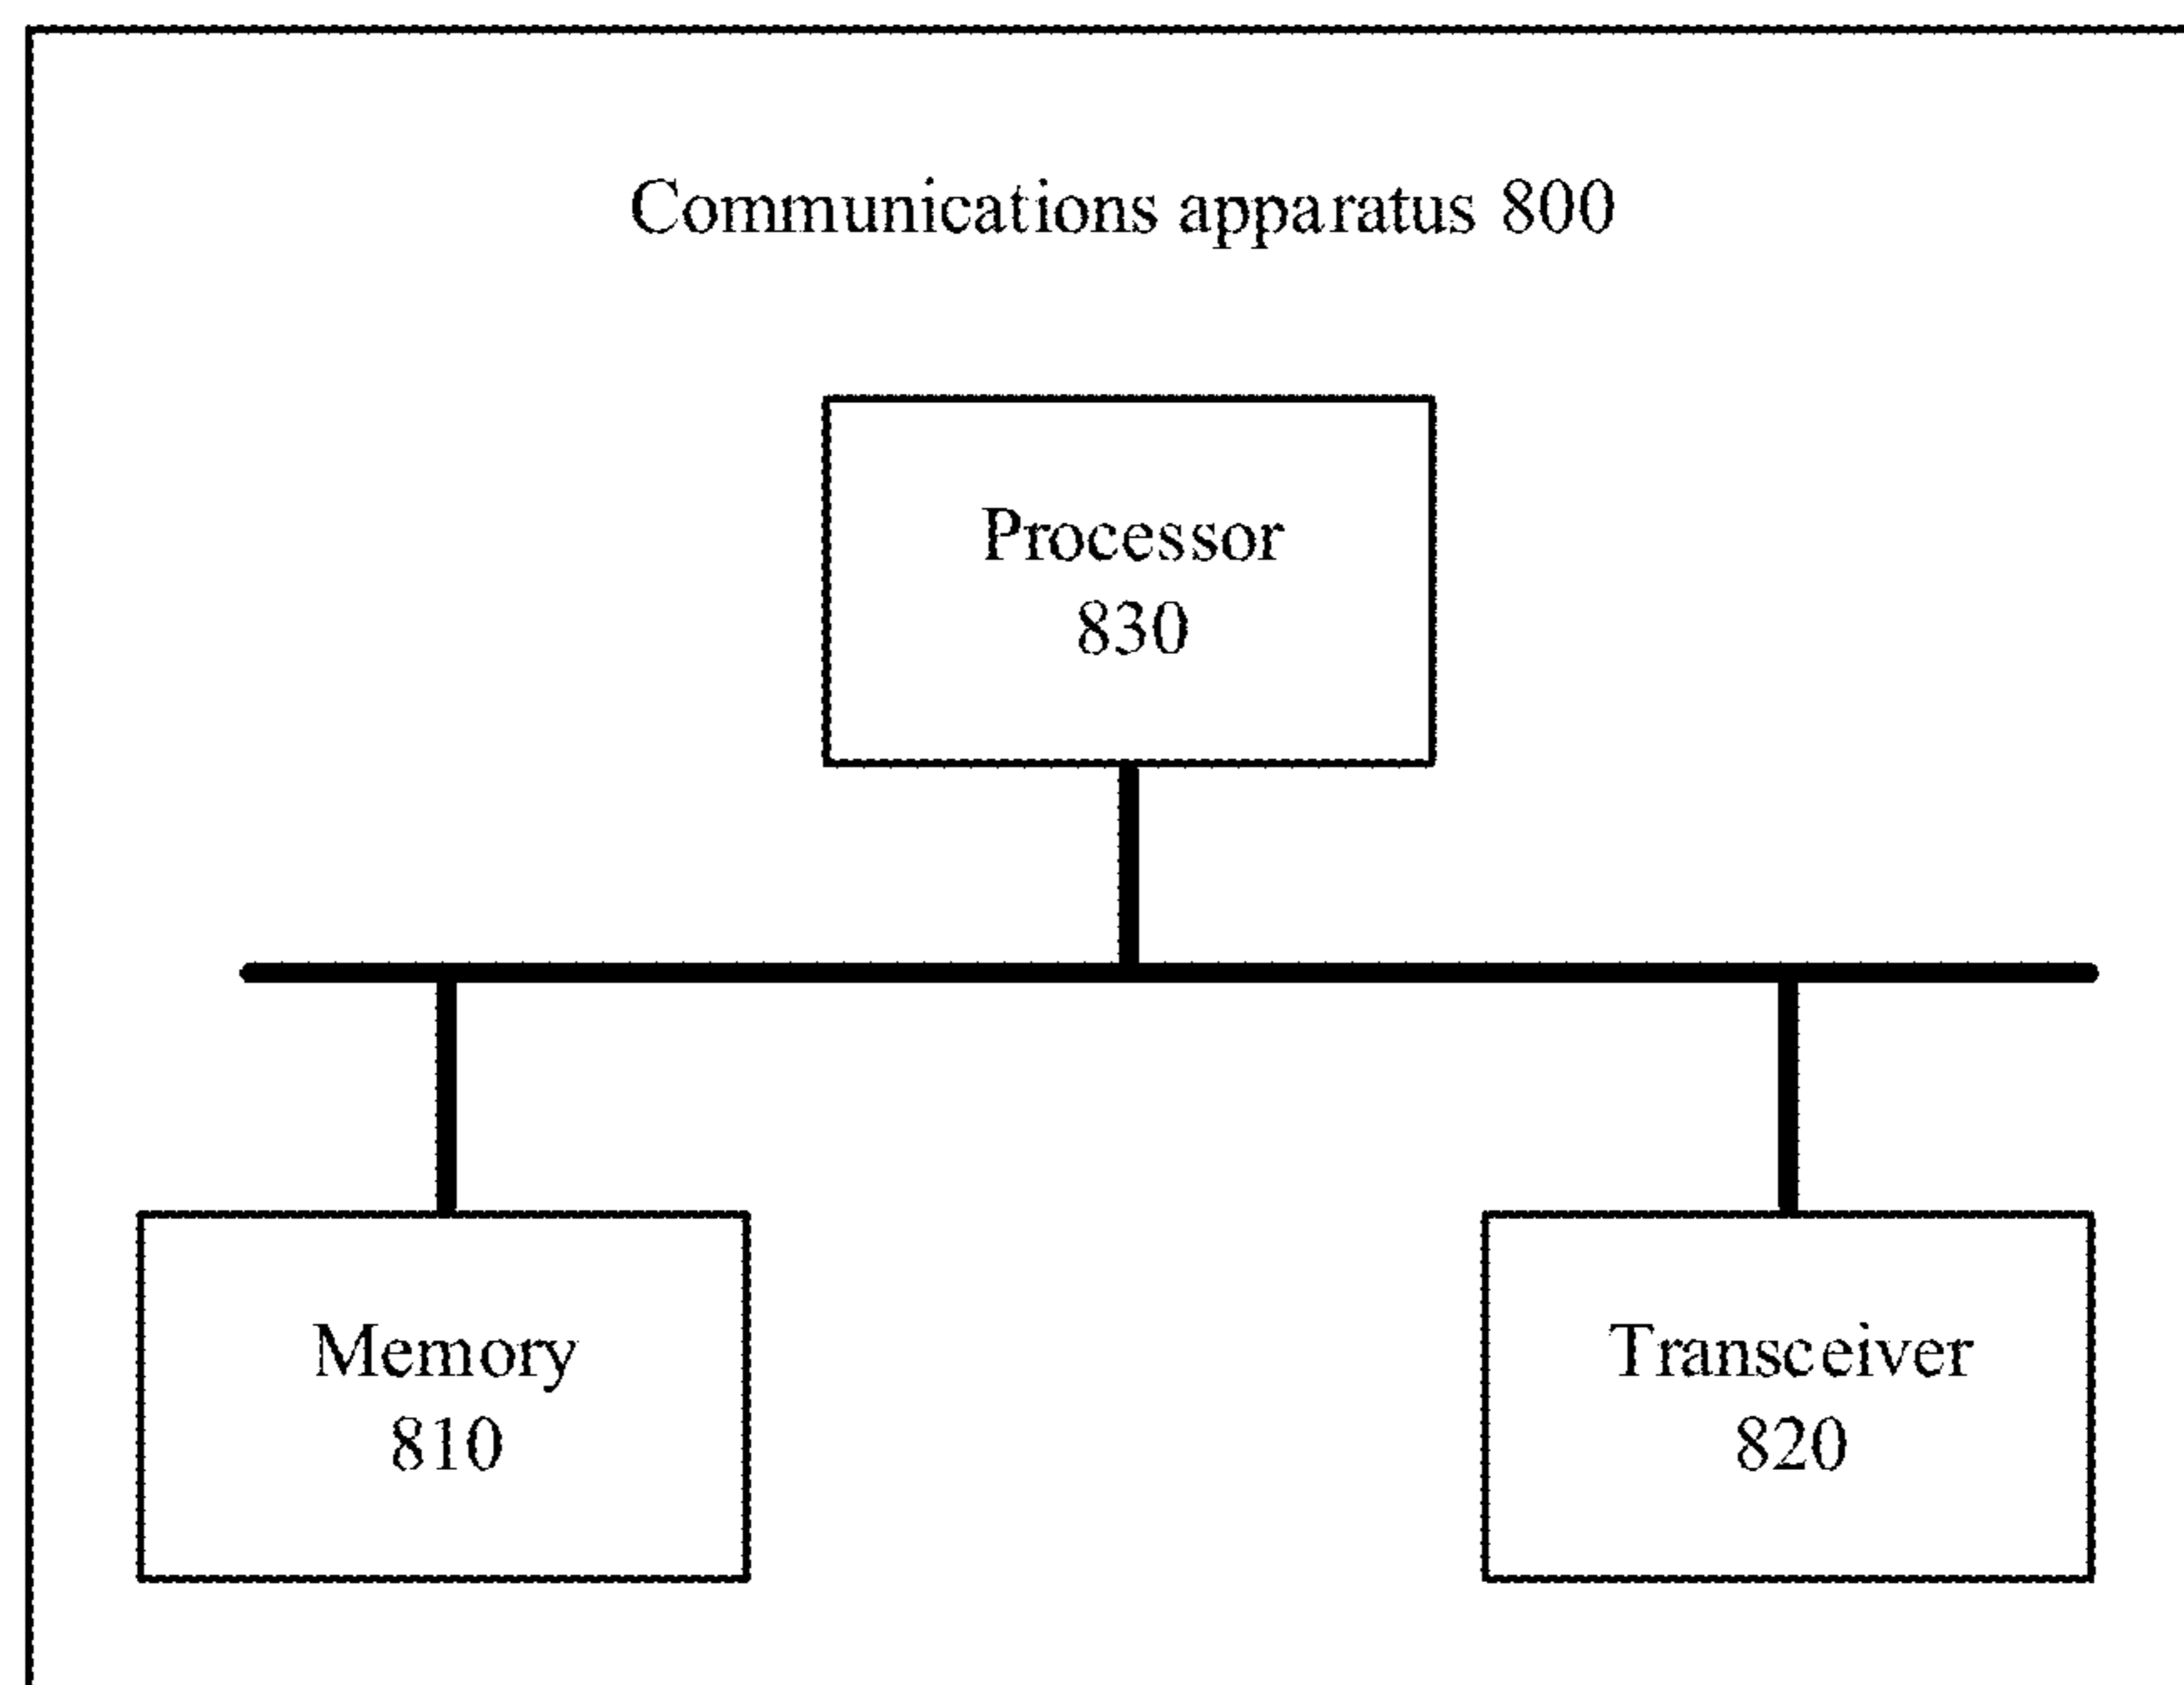 Communications apparatus 800
Processor
830
Memory
810
Transceiver
820